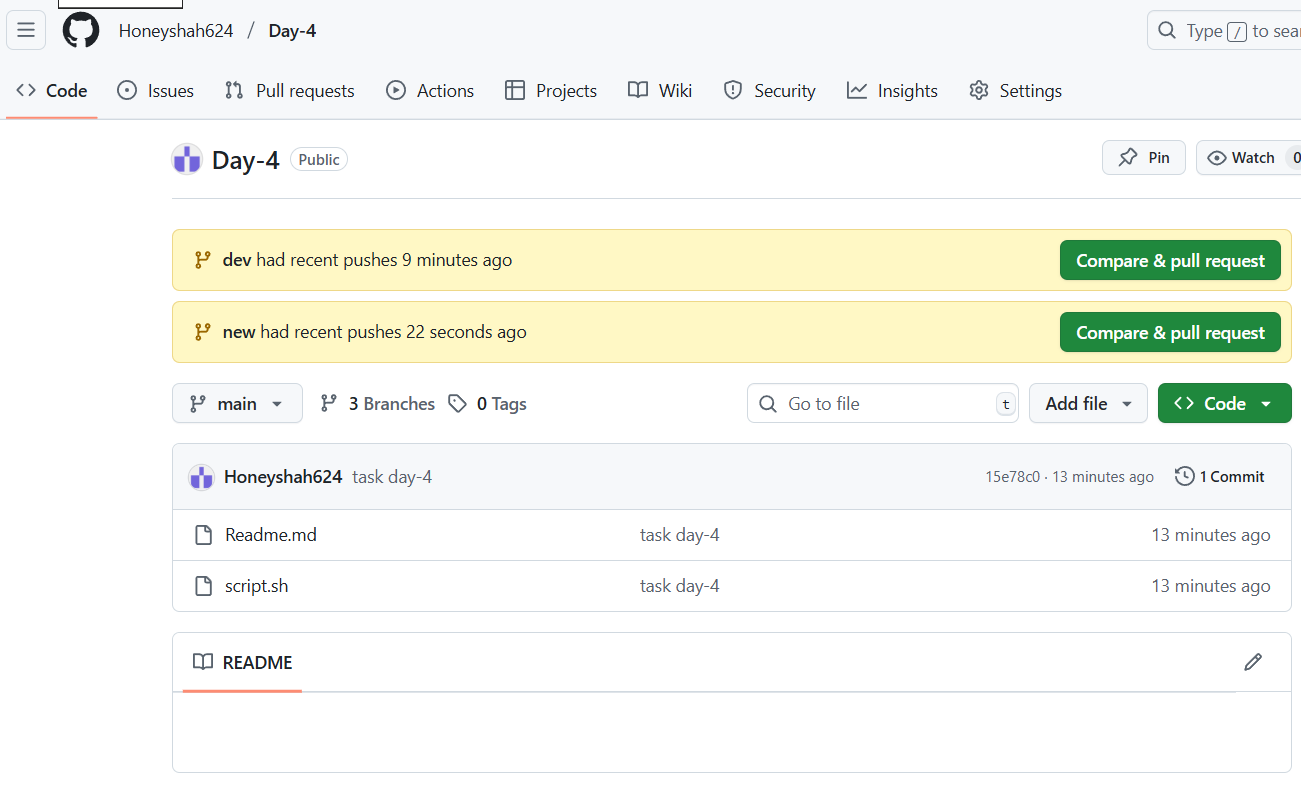 Honeyshah624 / Day-4
Type / to sea
Code Issues Pull requests Actions Projects Wiki Security Insights Settings
Day-4 Public
Pin Watch 0
dev had recent pushes 9 minutes ago Compare & pull request
new had recent pushes 22 seconds ago Compare & pull request
main 3 Branches 0 Tags Go to file t Add file Code
Honeyshah624 task day-4 15e78c0 · 13 minutes ago 1 Commit
Readme.md task day-4 13 minutes ago
script.sh task day-4 13 minutes ago
README